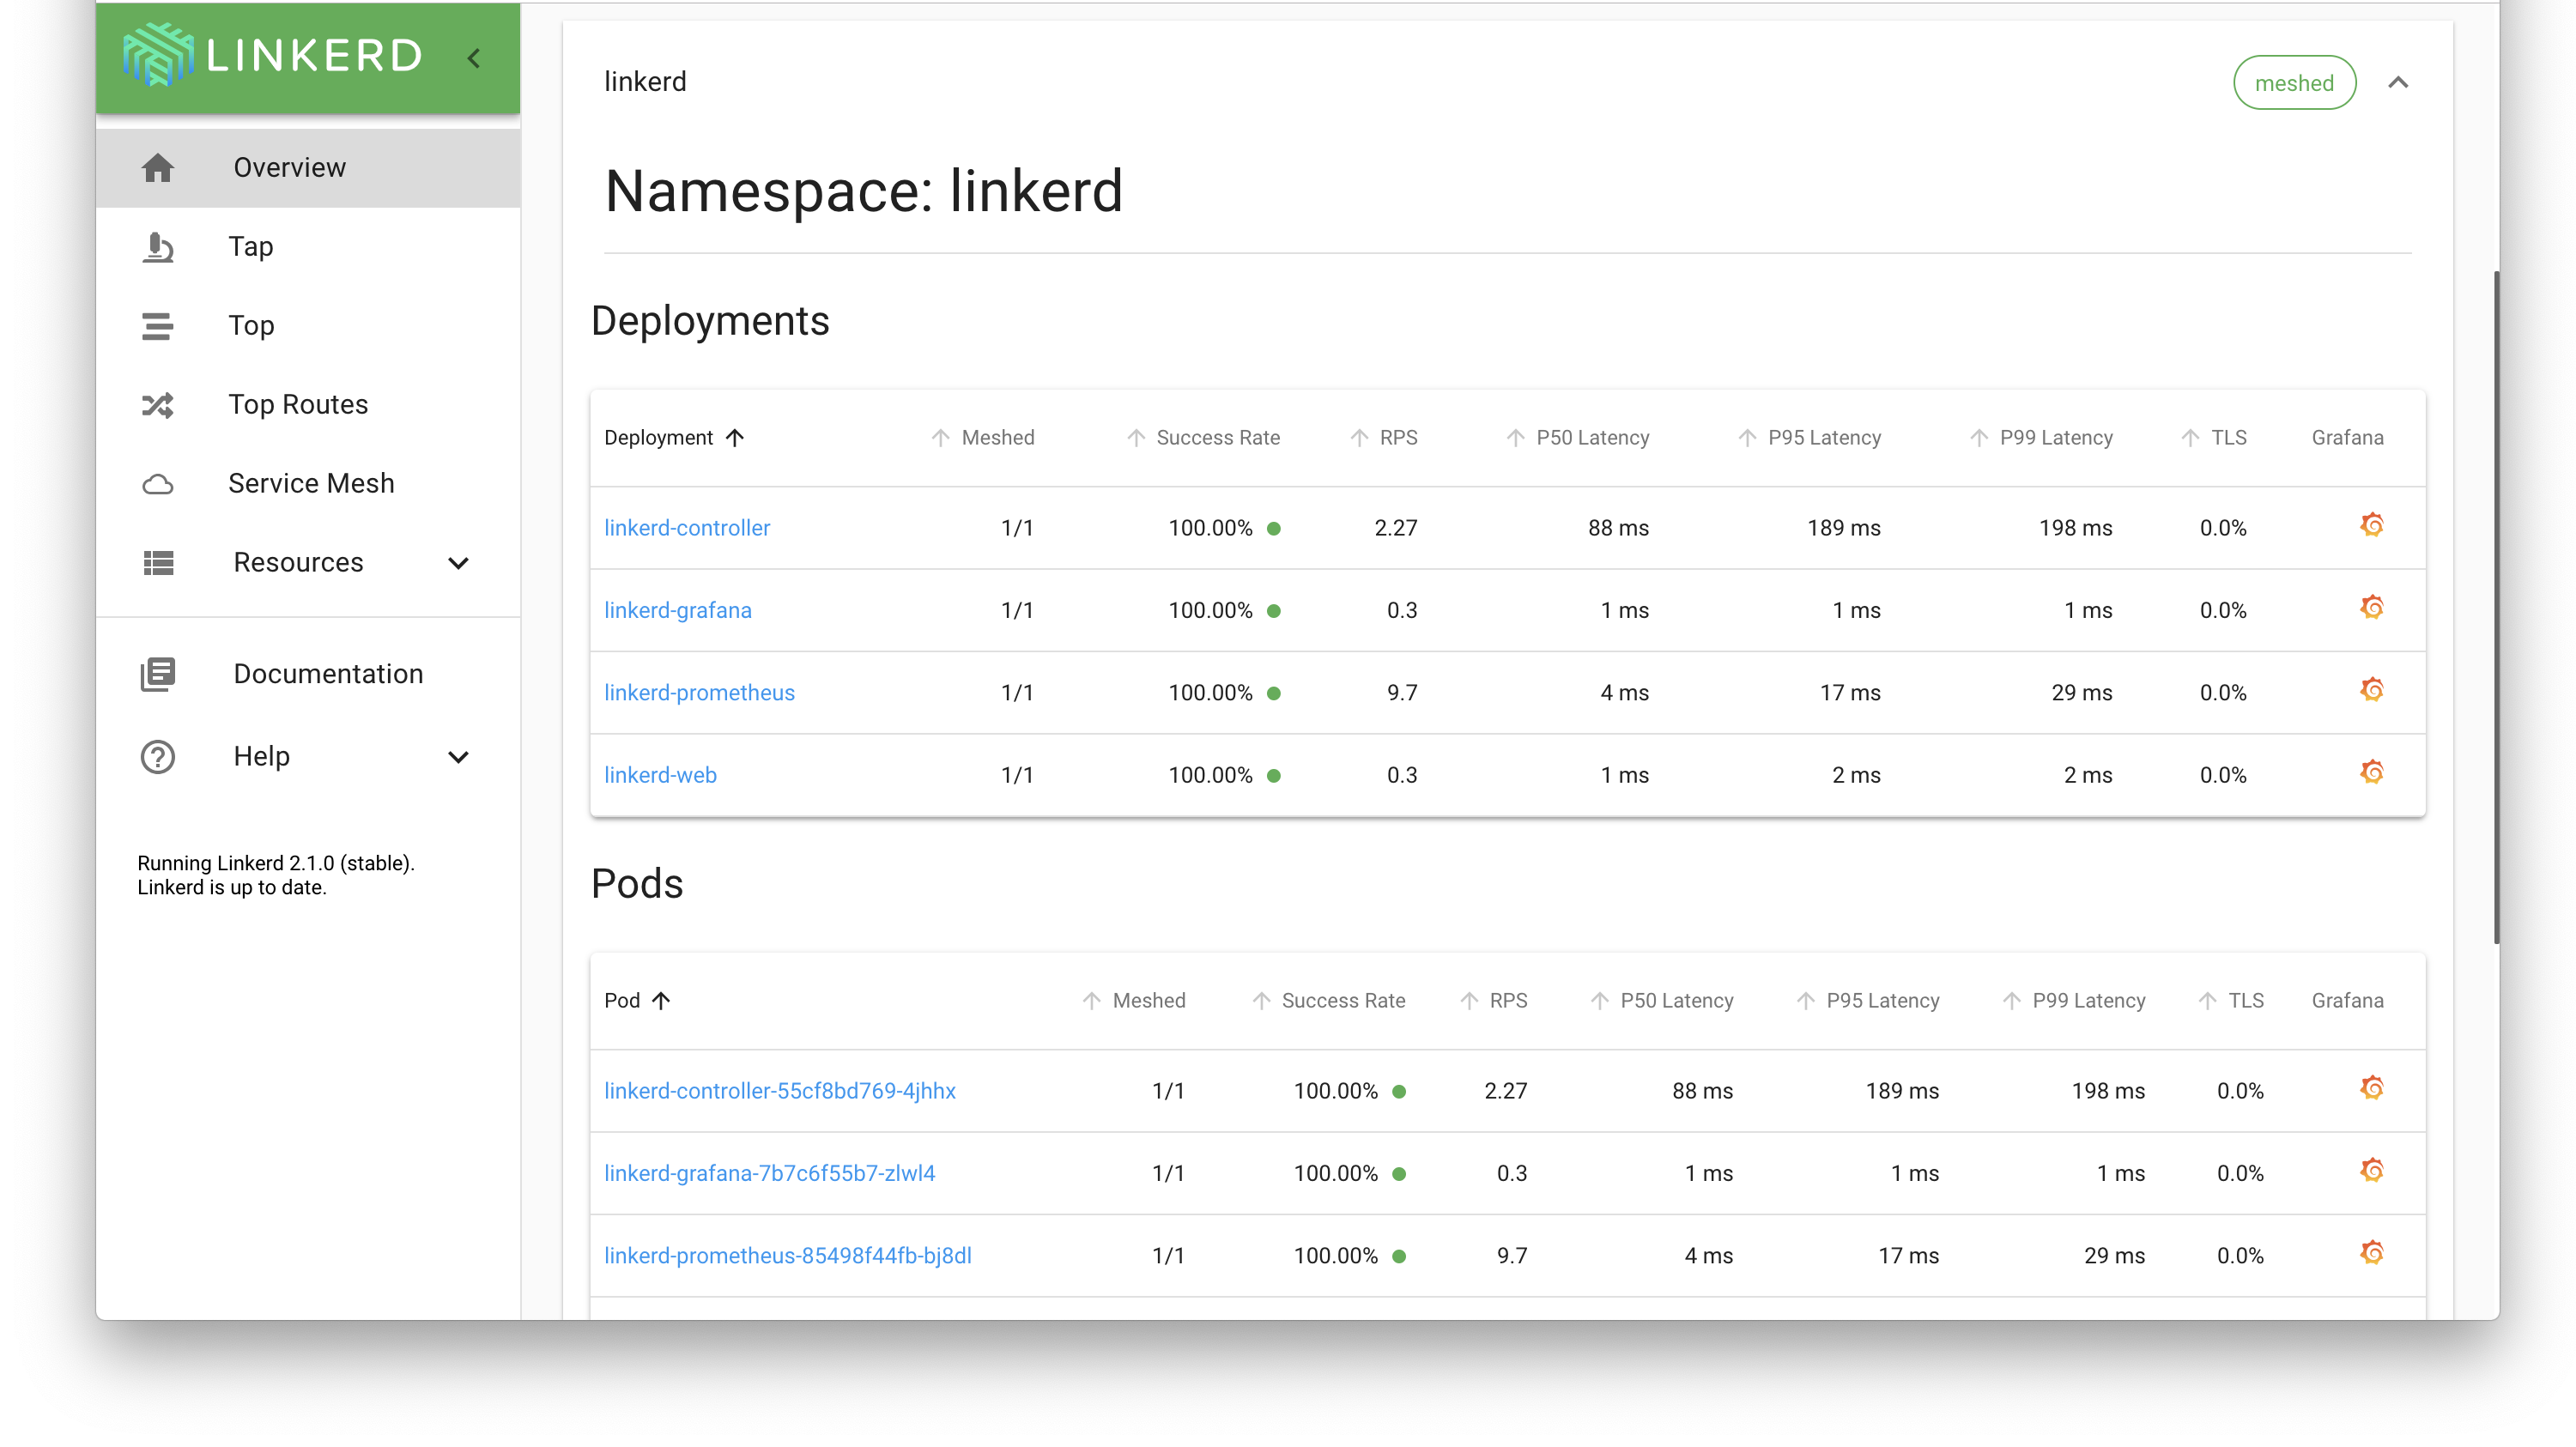 LINKERD
Overview
Tap
Top
Top Routes
Service Mesh
Resources
Documentation
Help
Running Linkerd 2.1.0 (stable).
Linkerd is up to date.
linkerd meshed
Namespace: linkerd
Deployments
Deployment Meshed Success Rate RPS P50 Latency P95 Latency P99 Latency TLS Grafana
linkerd-controller 1/1 100.00% 2.27 88 ms 189 ms 198 ms 0.0%
linkerd-grafana 1/1 100.00% 0.3 1 ms 1 ms 1 ms 0.0%
linkerd-prometheus 1/1 100.00% 9.7 4 ms 17 ms 29 ms 0.0%
linkerd-web 1/1 100.00% 0.3 1 ms 2 ms 2 ms 0.0%
Pods
Pod Meshed Success Rate RPS P50 Latency P95 Latency P99 Latency TLS Grafana
linkerd-controller-55cf8bd769-4jhhx 1/1 100.00% 2.27 88 ms 189 ms 198 ms 0.0%
linkerd-grafana-7b7c6f55b7-zlwl4 1/1 100.00% 0.3 1 ms 1 ms 1 ms 0.0%
linkerd-prometheus-85498f44fb-bj8dl 1/1 100.00% 9.7 4 ms 17 ms 29 ms 0.0%